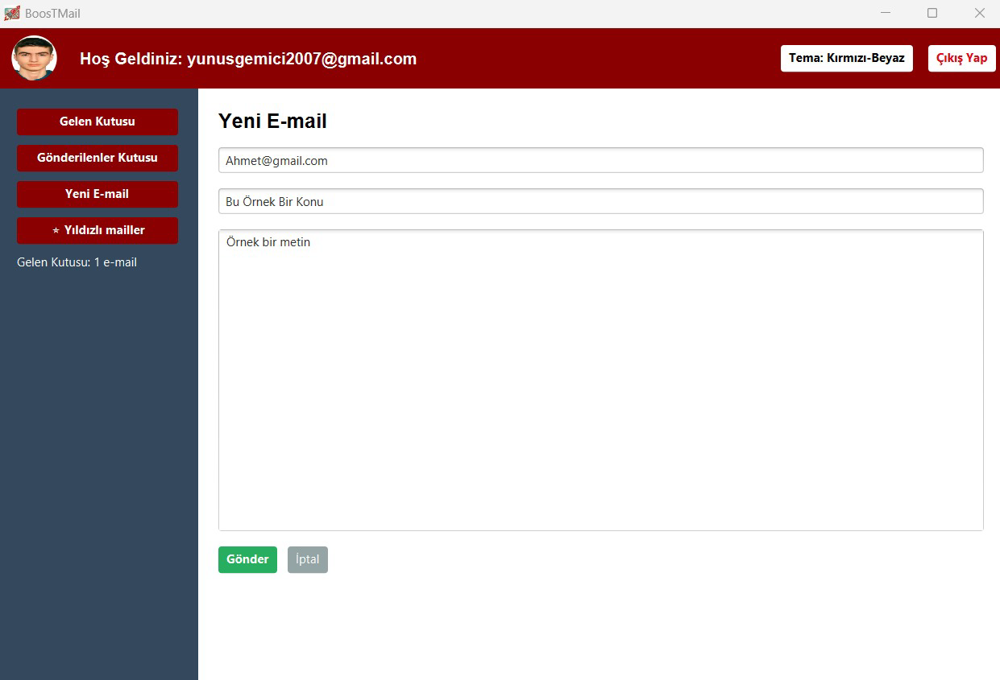 BoosTMail
Hoş Geldiniz: yunusgemici2007@gmail.com
Tema: Kırmızı-Beyaz
Çıkış Yap
Gelen Kutusu
Gönderilenler Kutusu
Yeni E-mail
⭐ Yıldızlı mailler
Gelen Kutusu: 1 e-mail
Yeni E-mail
Ahmet@gmail.com
Bu Örnek Bir Konu
Örnek bir metin
Gönder
İptal